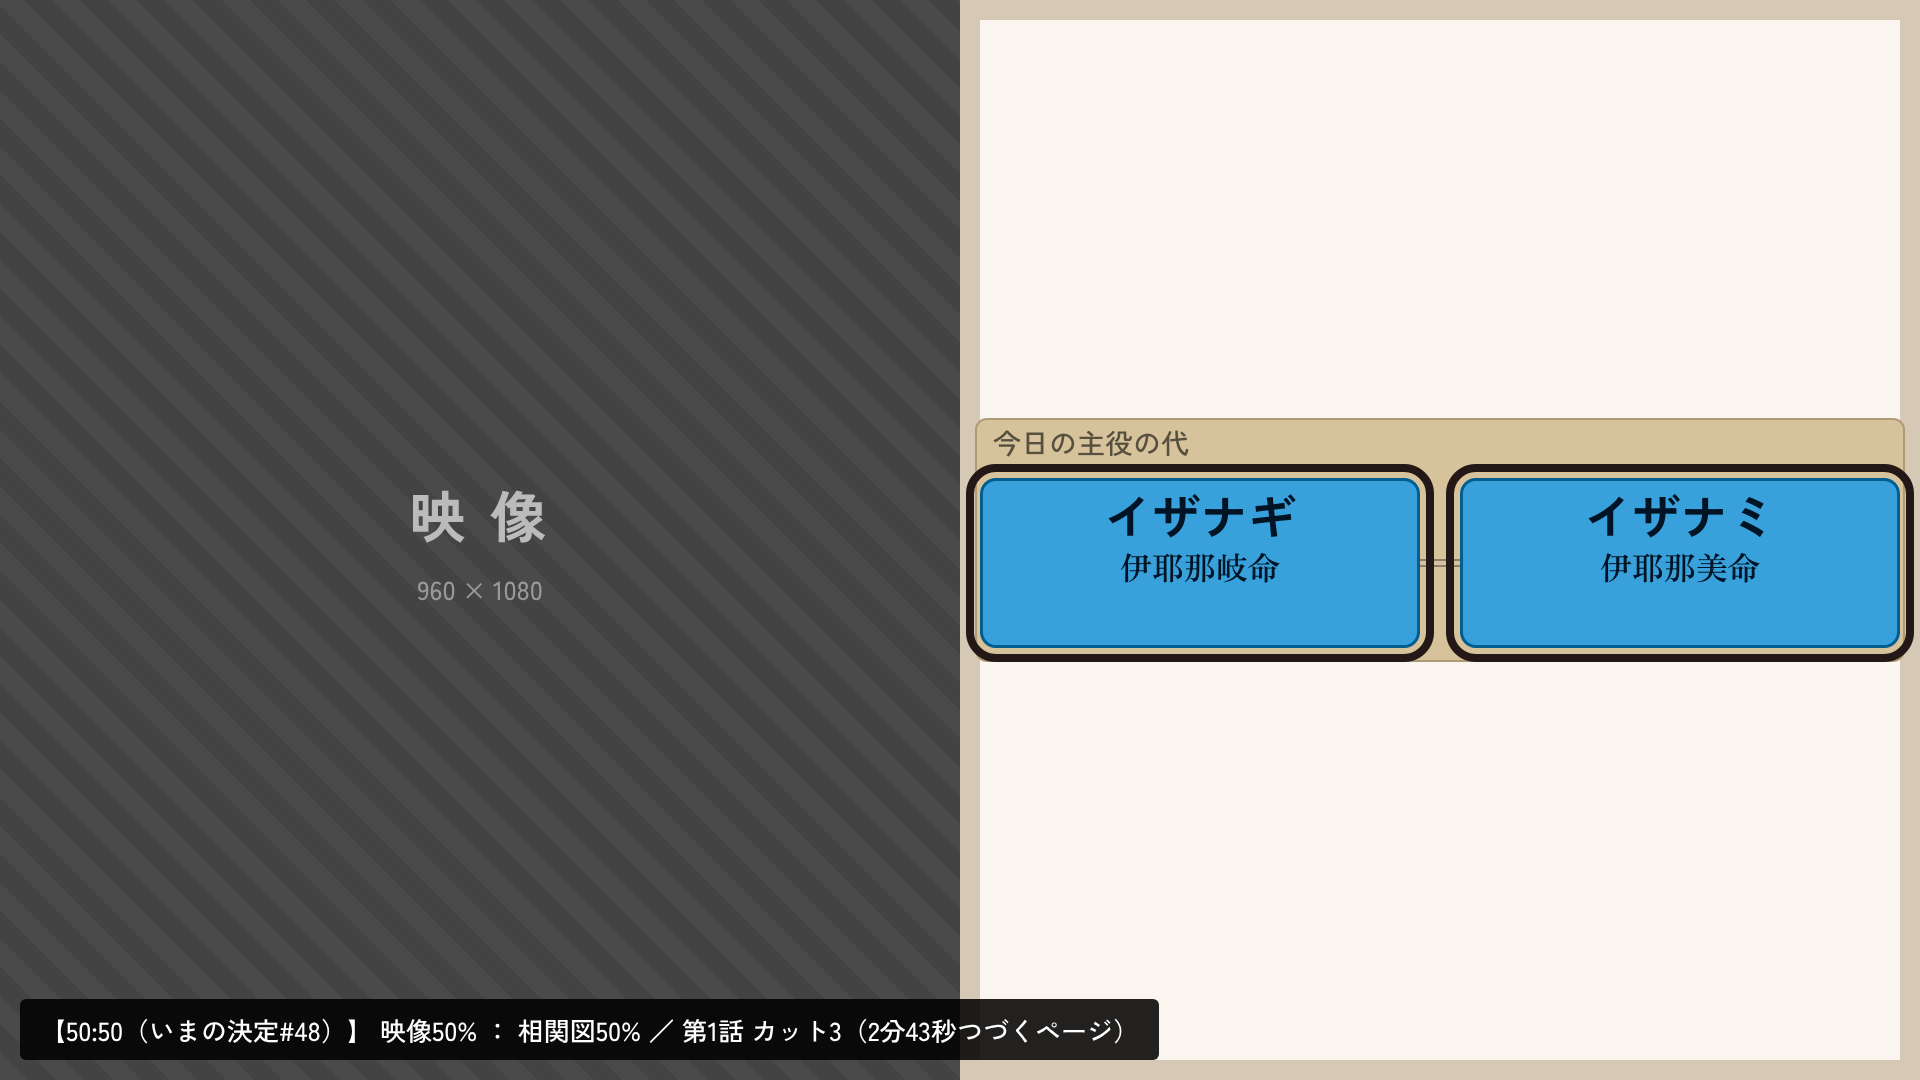 映 像
960 × 1080
今日の主役の代
イザナギ
伊耶那岐命
イザナミ
伊耶那美命
【50:50（いまの決定#48）】 映像50% ： 相関図50% ／ 第1話 カット3（2分43秒つづくページ）